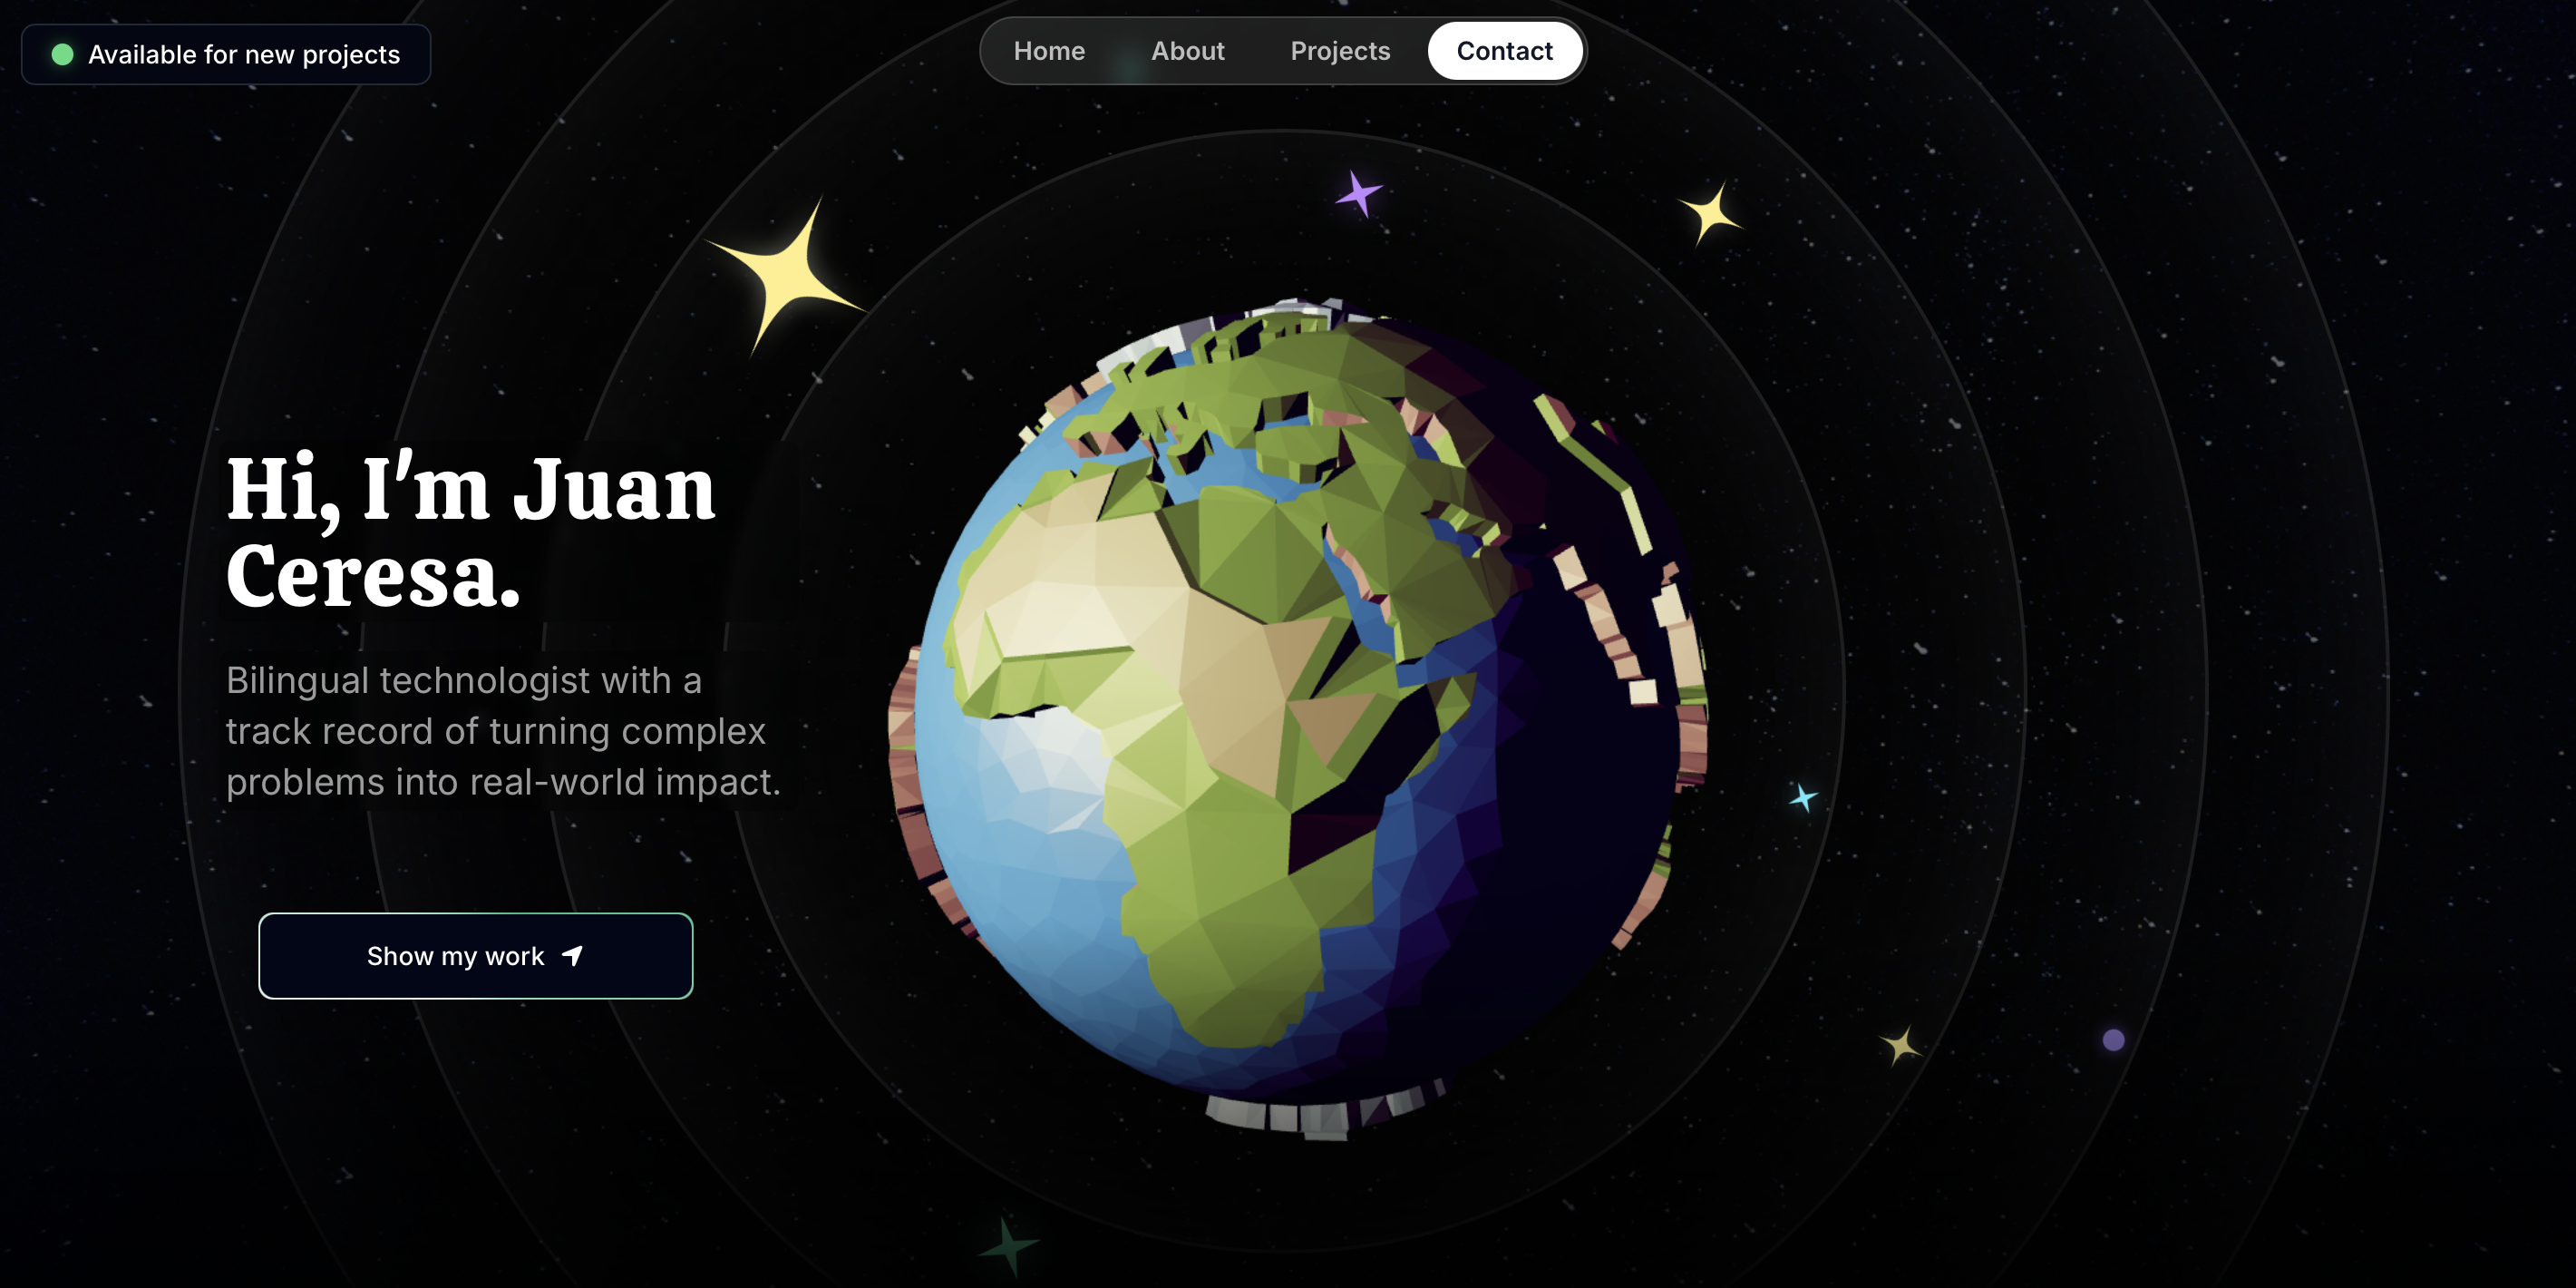 Available for new projects
Home
About
Projects
Contact
Hi, I'm Juan
Ceresa.
Bilingual technologist with a
track record of turning complex
problems into real-world impact.
Show my work